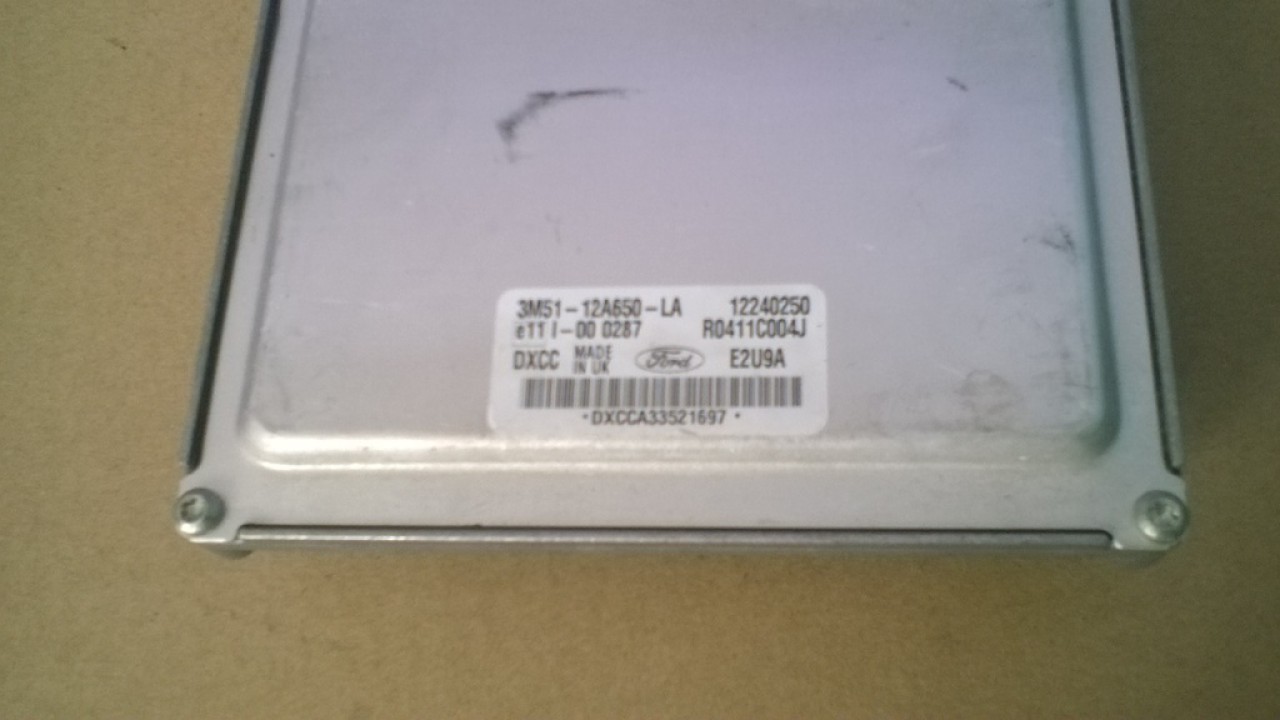 3M51-12A650-LA 12240250
e11 I-00 0287 R0411C004J
DXCC MADE IN UK Ford E2U9A
*DXCCA33521697*